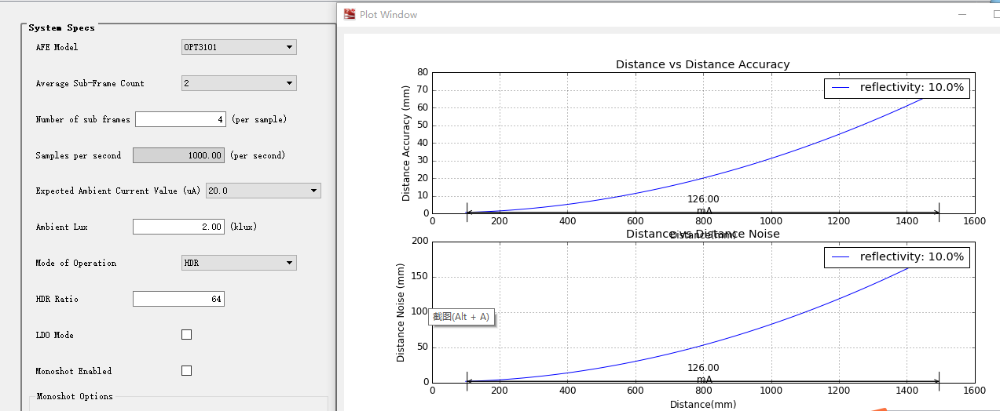 System Specs
AFE Model
OPT3101
Average Sub-Frame Count
2
Number of sub frames
4
(per sample)
Samples per second
1000.00
(per second)
Expected Ambient Current Value (uA)
20.0
Ambient Lux
2.00
(klux)
Mode of Operation
HDR
HDR Ratio
64
LDO Mode
Monoshot Enabled
Monoshot Options
Plot Window
Distance vs Distance Accuracy
reflectivity: 10.0%
Distance Accuracy (mm)
80
70
60
50
40
30
20
10
0
126.00
mA
0 200 400 600 800 1000 1200 1400 1600
Distance(mm)
Distance vs Distance Noise
reflectivity: 10.0%
Distance Noise (mm)
200
150
100
50
0
截图(Alt + A)
126.00
mA
0 200 400 600 800 1000 1200 1400 1600
Distance(mm)